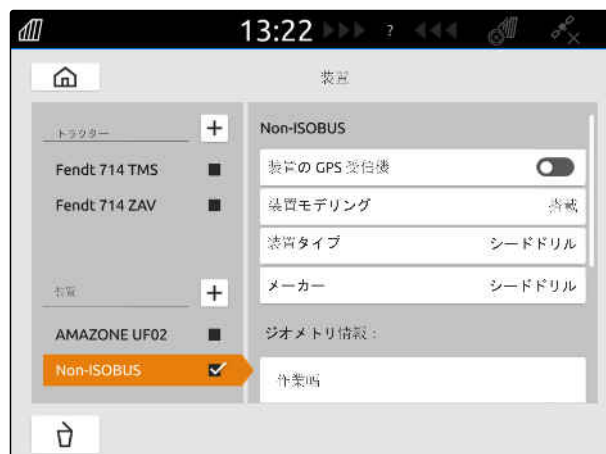 13:22 ?
装置
トラクター
Fendt 714 TMS
Fendt 714 ZAV
装置
AMAZONE UF02
Non-ISOBUS
Non-ISOBUS
装置の GPS 受信機
装置モデリング 搭載
装置タイプ シードドリル
メーカー シードドリル
ジオメトリ情報 :
作業幅